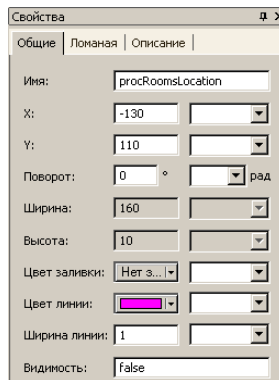 Свойства
Общие Ломаная Описание
Имя: procRoomsLocation
X: -130
Y: 110
Поворот: 0 ° рад
Ширина: 160
Высота: 10
Цвет заливки: Нет з...
Цвет линии:
Ширина линии: 1
Видимость: false